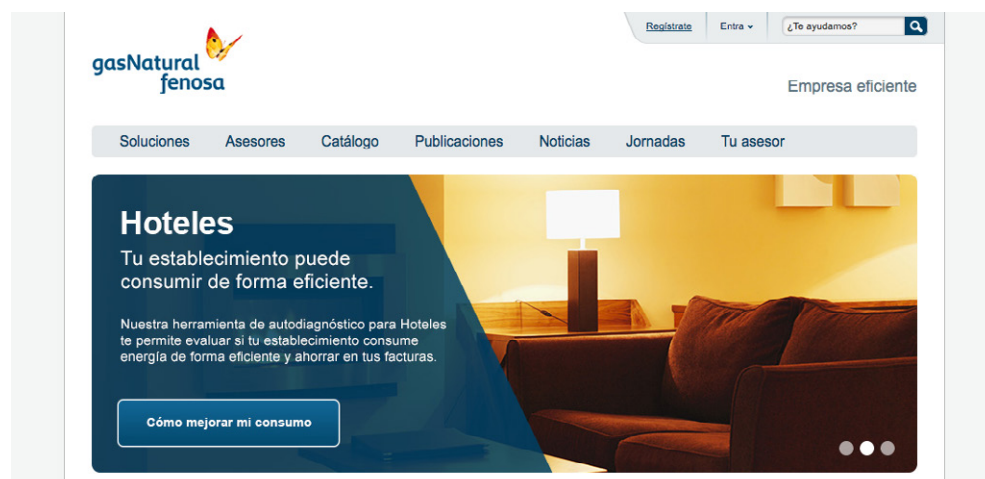 Regístrate
Entra
¿Te ayudamos?
gasNatural
fenosa
Empresa eficiente
Soluciones
Asesores
Catálogo
Publicaciones
Noticias
Jornadas
Tu asesor
Hoteles
Tu establecimiento puede
consumir de forma eficiente.
Nuestra herramienta de autodiagnóstico para Hoteles
te permite evaluar si tu establecimiento consume
energía de forma eficiente y ahorrar en tus facturas.
Cómo mejorar mi consumo